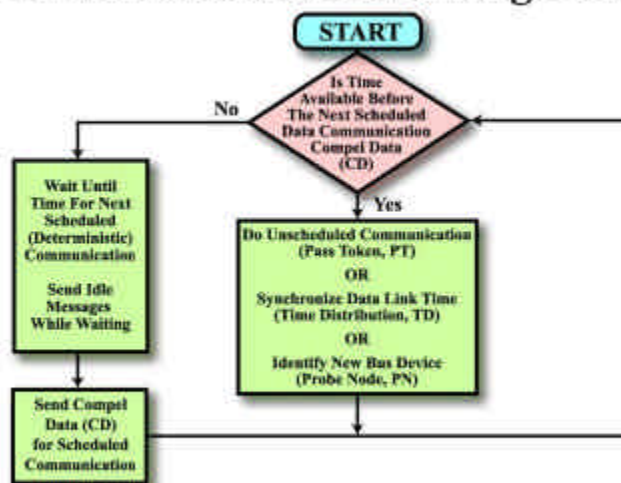 START
Is Time
Available Before
The Next Scheduled
Data Communication
Compel Data
(CD)
No
Yes
Wait Until
Time For Next
Scheduled
(Deterministic)
Communication
Send Idle
Messages
While Waiting
Do Unscheduled Communication
(Pass Token, PT)
OR
Synchronize Data Link Time
(Time Distribution, TD)
OR
Identify New Bus Device
(Probe Node, PN)
Send Compel
Data (CD)
for Scheduled
Communication